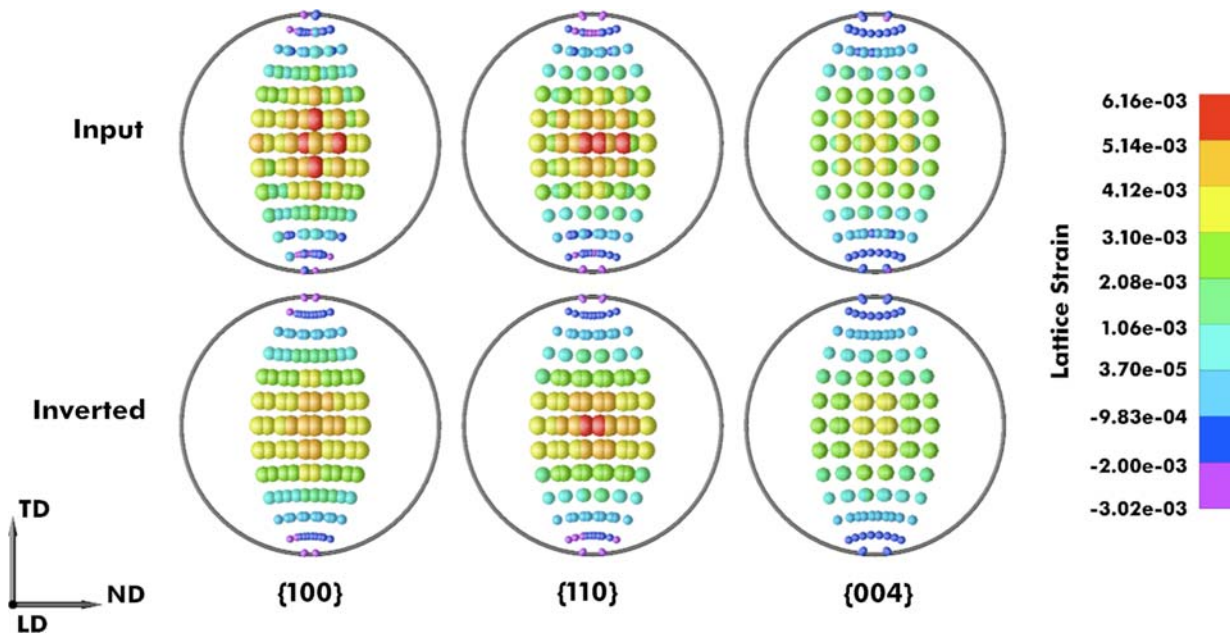 Input
Inverted
6.16e-03
5.14e-03
4.12e-03
3.10e-03
2.08e-03
1.06e-03
3.70e-05
-9.83e-04
-2.00e-03
-3.02e-03
Lattice Strain
TD
ND
LD
{100}
{110}
{004}